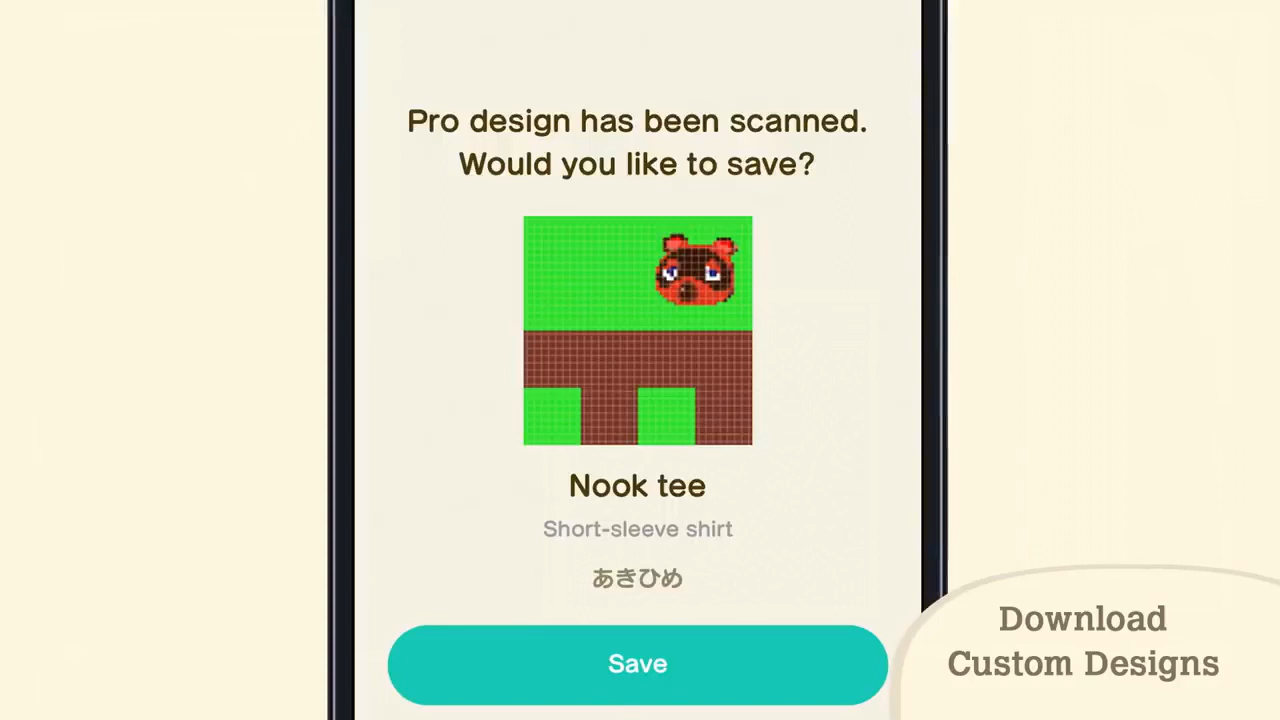 Pro design has been scanned.
Would you like to save?
Nook tee
Short-sleeve shirt
あきひめ
Save
Download
Custom Designs